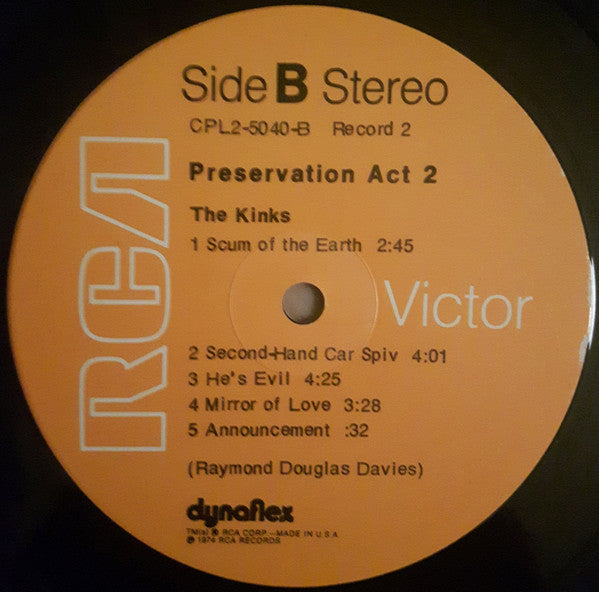 Side B Stereo
CPL2-5040-B Record 2
Preservation Act 2
The Kinks
1 Scum of the Earth 2:45
RCA
Victor
2 Second-Hand Car Spiv 4:01
3 He's Evil 4:25
4 Mirror of Love 3:28
5 Announcement :32
(Raymond Douglas Davies)
dynaflex
TM(s) ® RCA CORP.—MADE IN U.S.A.
℗ 1974 RCA RECORDS